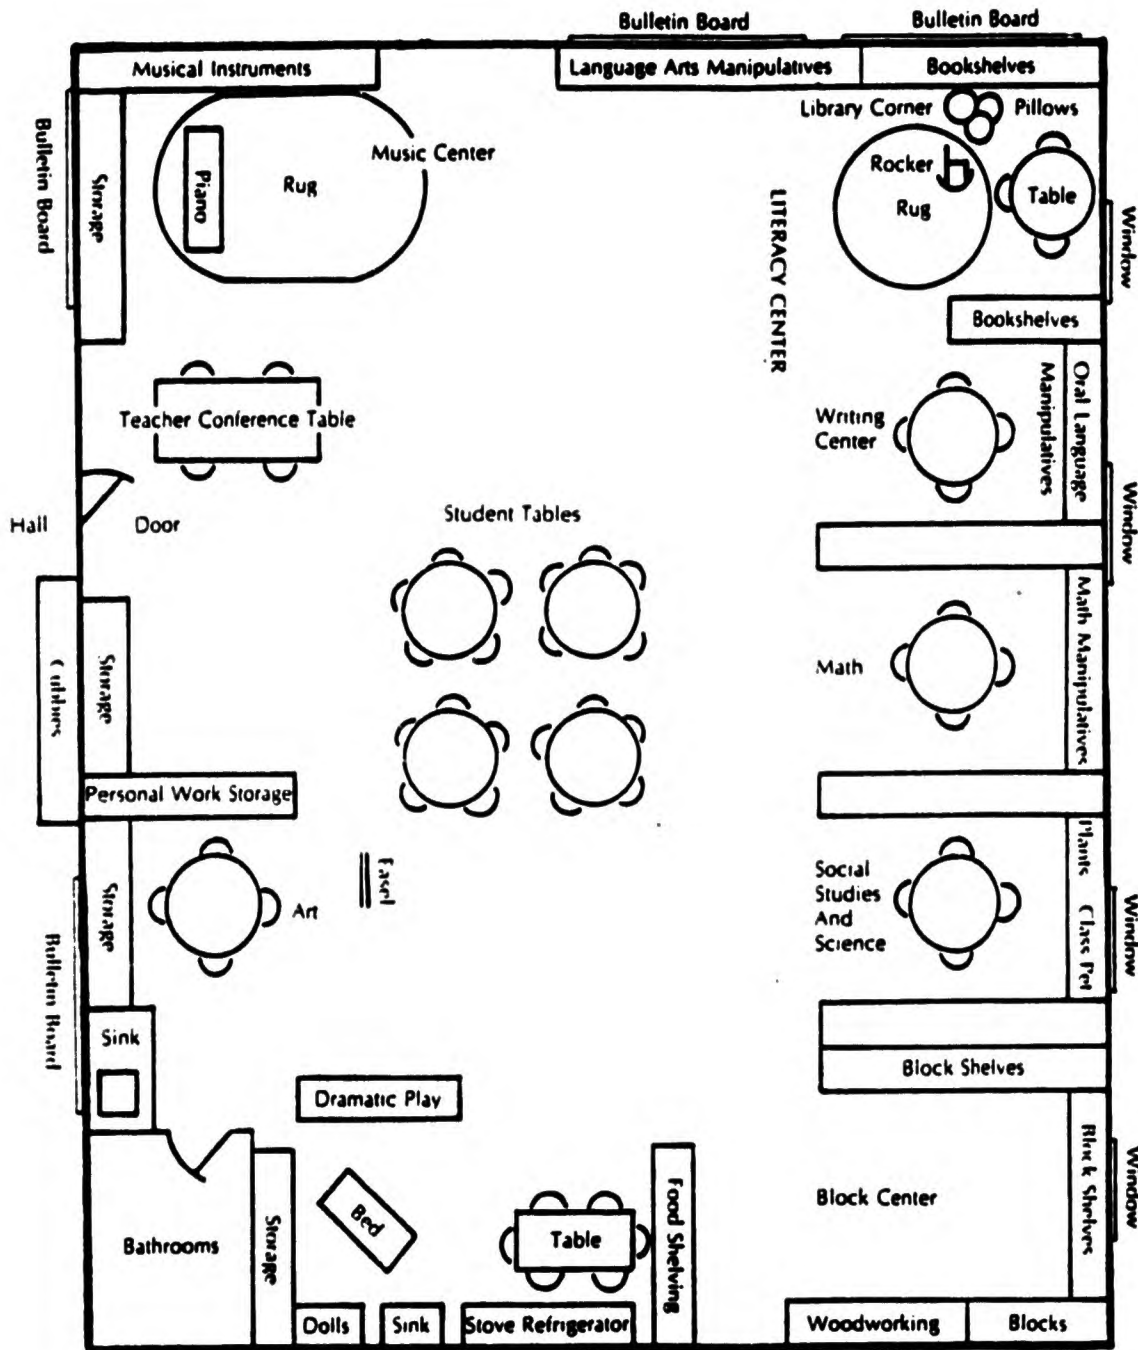 Bulletin Board
Bulletin Board
Musical Instruments
Language Arts Manipulatives
Bookshelves
Library Corner
Pillows
Bulletin Board
Storage
Piano
Rug
Music Center
Rocker
Rug
Table
Window
LITERACY CENTER
Bookshelves
Teacher Conference Table
Writing
Center
Oral Language
Manipulatives
Window
Hall
Door
Student Tables
Cubbies
Storage
Math
Math Manipulatives
Personal Work Storage
Storage
Art
Easel
Social
Studies
And
Science
Plants
Class Pet
Window
Bulletin Board
Sink
Block Shelves
Dramatic Play
Block Center
Block Shelves
Window
Bathrooms
Storage
Bed
Table
Food Shelving
Dolls
Sink
Stove Refrigerator
Woodworking
Blocks